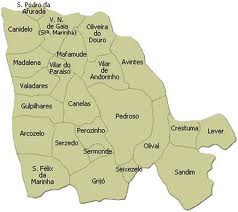 S. Pedro da
Afurada
V. N.
de Gaia
(Stª. Marinha)
Oliveira
do
Douro
Canidelo
Mafamude
Madalena
Vilar do
Paraíso
Vilar
de
Andorinho
Avintes
Valadares
Gulpilhares
Canelas
Pedroso
Arcozelo
Perozinho
Crestuma
Lever
Serzedo
Sermonde
Olival
S. Félix
da
Marinha
Grijó
Seixezelo
Sandim